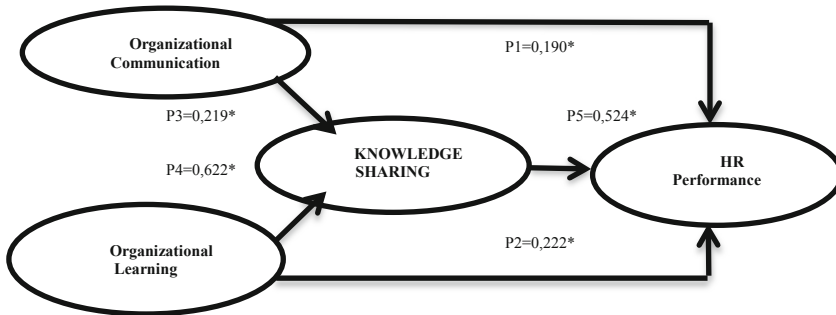 Organizational
Communication
P1=0,190*
P3=0,219*
P5=0,524*
KNOWLEDGE
SHARING
HR
Performance
P4=0,622*
Organizational
Learning
P2=0,222*